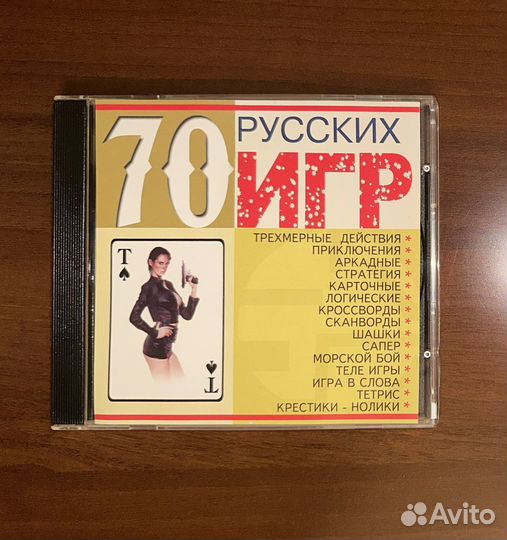 70 РУССКИХ
ИГР
ТРЕХМЕРНЫЕ ДЕЙСТВИЯ *
ПРИКЛЮЧЕНИЯ *
АРКАДНЫЕ *
СТРАТЕГИЯ *
КАРТОЧНЫЕ *
ЛОГИЧЕСКИЕ *
КРОССВОРДЫ *
СКАНВОРДЫ *
ШАШКИ *
САПЕР *
МОРСКОЙ БОЙ *
ТЕЛЕ ИГРЫ *
ИГРА В СЛОВА *
ТЕТРИС *
КРЕСТИКИ - НОЛИКИ *
Т
Т
Avito